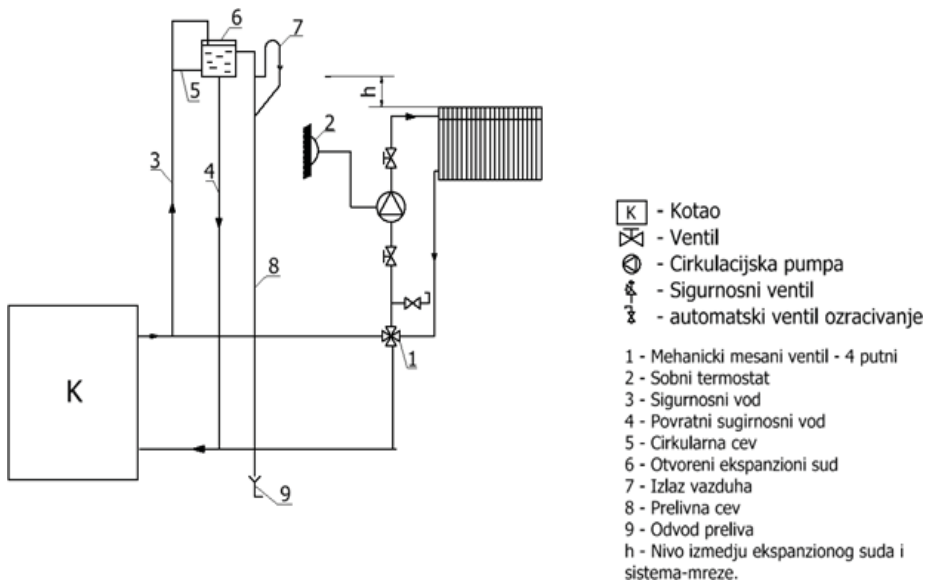 6
7
5
h
2
3
4
8
K
1
9
K - Kotao
- Ventil
- Cirkulacijska pumpa
- Sigurnosni ventil
- automatski ventil ozracivanje
1 - Mehanicki mesani ventil - 4 putni
2 - Sobni termostat
3 - Sigurnosni vod
4 - Povratni sugirnosni vod
5 - Cirkularna cev
6 - Otvoreni ekspanzioni sud
7 - Izlaz vazduha
8 - Prelivna cev
9 - Odvod preliva
h - Nivo izmedju ekspanzionog suda i
sistema-mreze.